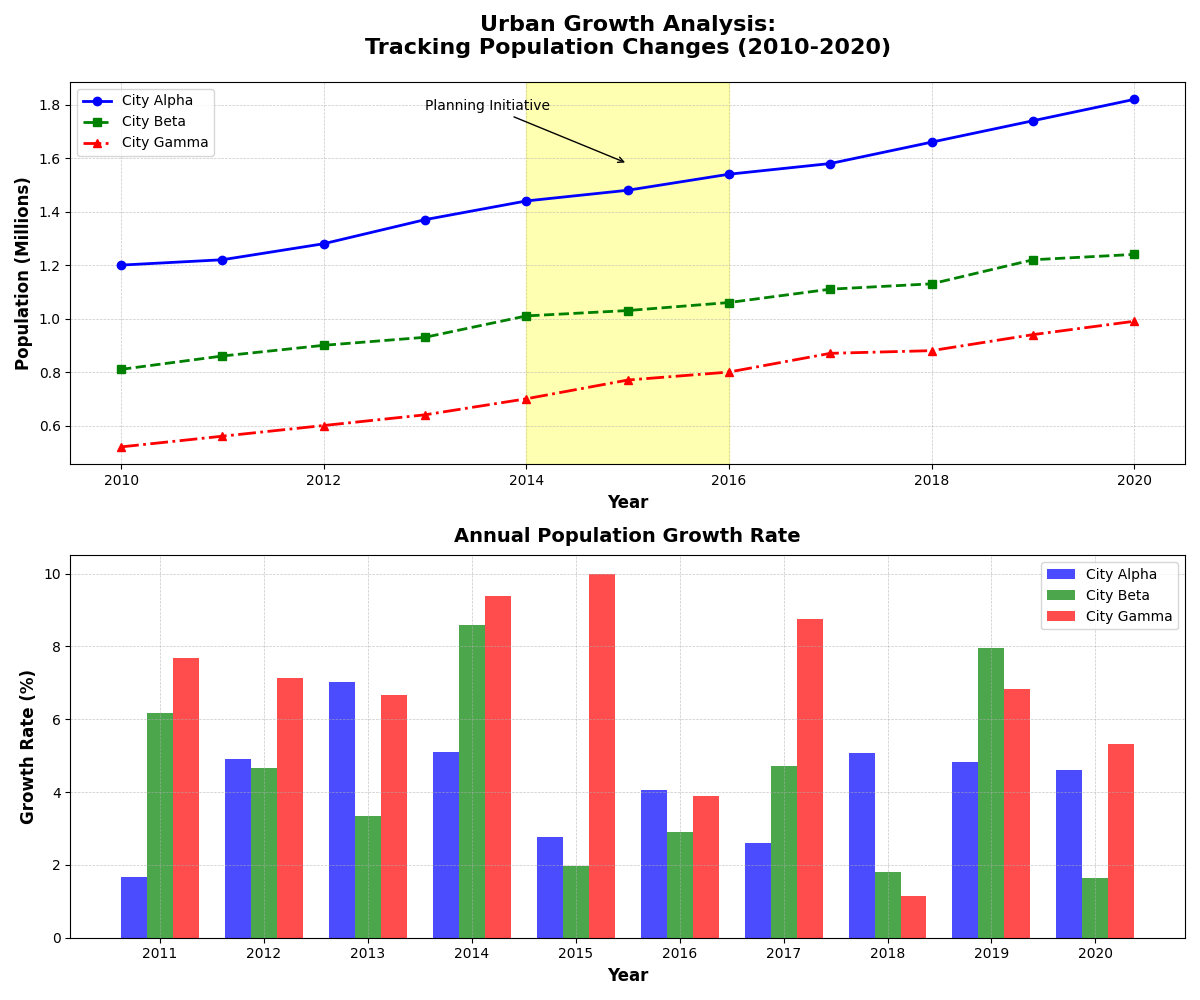 Urban Growth Analysis:
Tracking Population Changes (2010-2020)
Population (Millions)
1.8
1.6
1.4
1.2
1.0
0.8
0.6
City Alpha
City Beta
City Gamma
Planning Initiative
2010 2012 2014 2016 2018 2020
Year
Annual Population Growth Rate
Growth Rate (%)
10
8
6
4
2
0
City Alpha
City Beta
City Gamma
2011 2012 2013 2014 2015 2016 2017 2018 2019 2020
Year